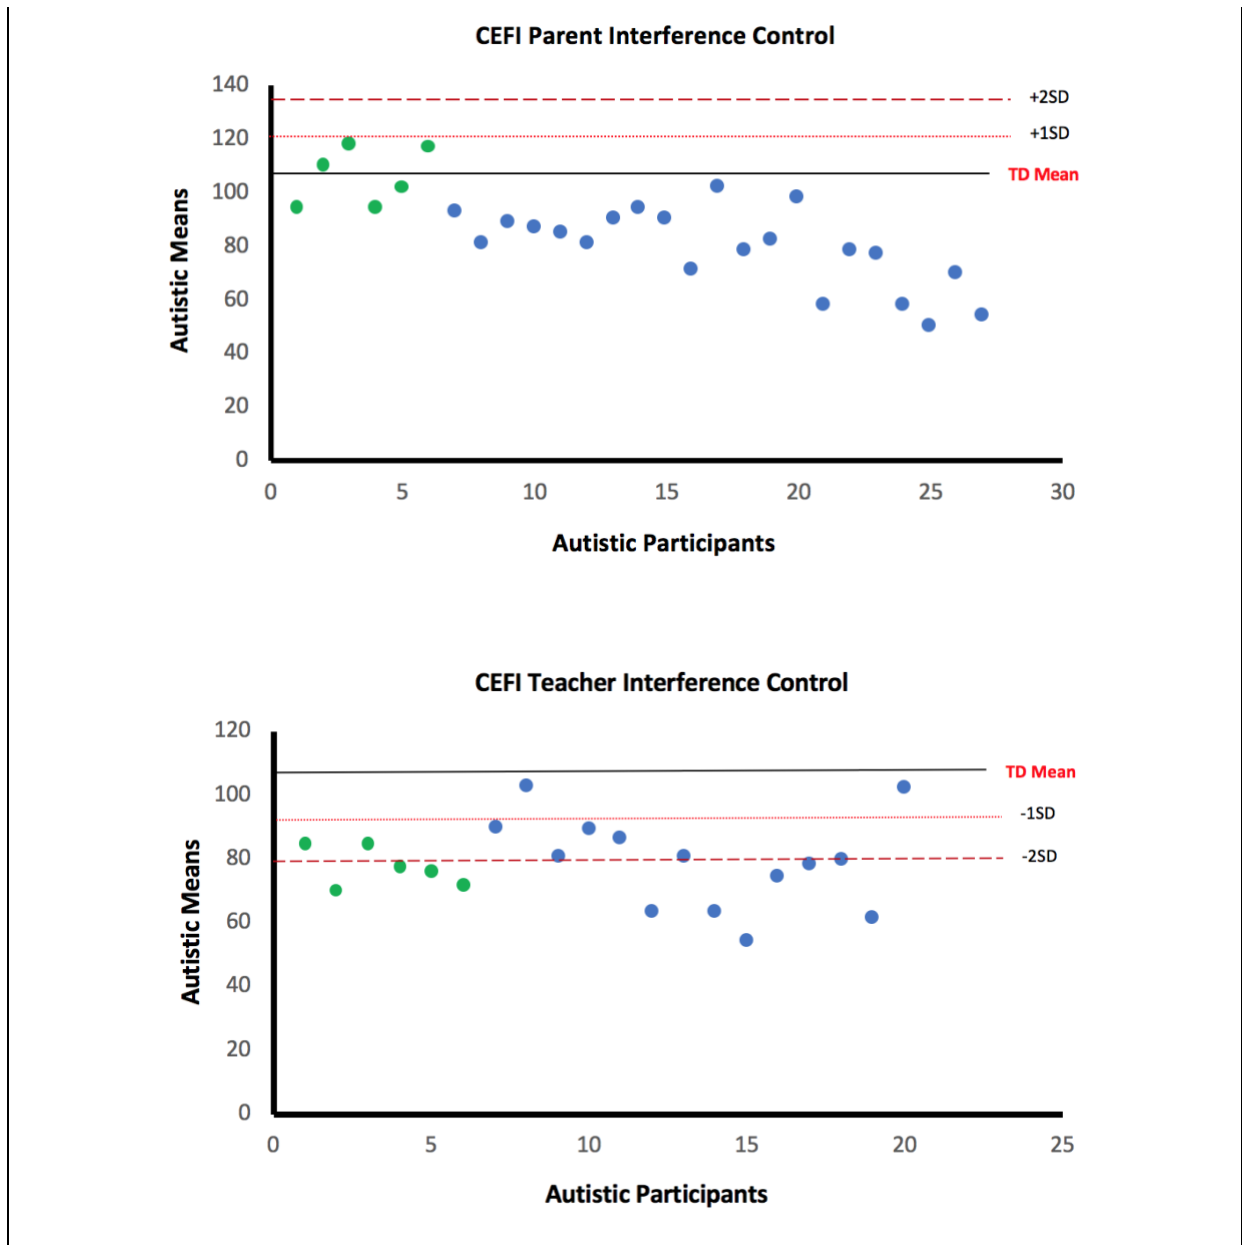 CEFI Parent Interference Control
140
+2SD
120
+1SD
TD Mean
100
80
60
40
20
0
0 5 10 15 20 25 30
Autistic Means
Autistic Participants
CEFI Teacher Interference Control
120
TD Mean
100
-1SD
80
-2SD
60
40
20
0
0 5 10 15 20 25
Autistic Means
Autistic Participants